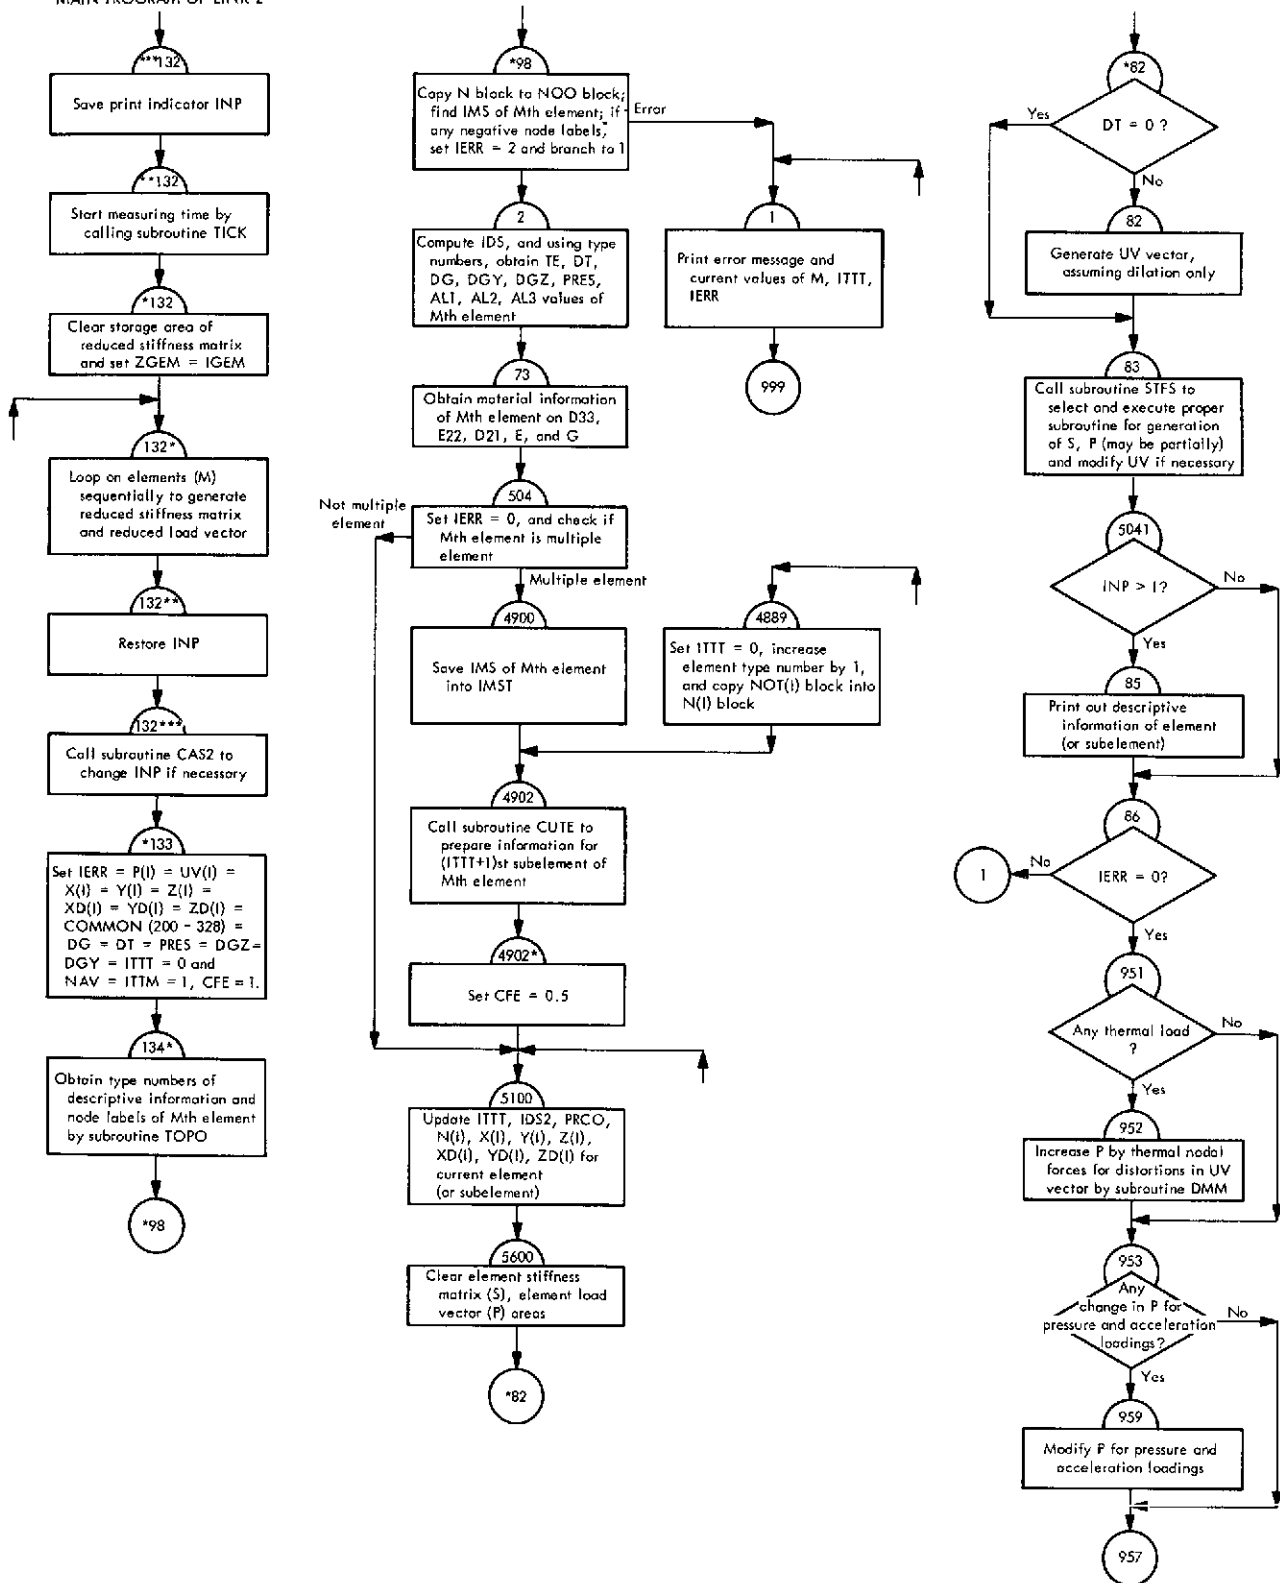 MAIN PROGRAM OF LINK 2
***132
Save print indicator INP
**132
Start measuring time by
calling subroutine TICK
*132
Clear storage area of
reduced stiffness matrix
and set ZGEM = IGEM
132*
Loop on elements (M)
sequentially to generate
reduced stiffness matrix
and reduced load vector
132**
Restore INP
132***
Call subroutine CAS2 to
change INP if necessary
*133
Set IERR = P(I) = UV(I) =
X(I) = Y(I) = Z(I) =
XD(I) = YD(I) = ZD(I) =
COMMON (200 - 328) =
DG = DT = PRES = DGZ =
DGY = ITTT = 0 and
NAV = ITTM = 1, CFE = 1.
134*
Obtain type numbers of
descriptive information and
node labels of Mth element
by subroutine TOPO
*98
*98
Copy N block to NOO block;
find IMS of Mth element; if
any negative node labels,
set IERR = 2 and branch to 1
Error
2
Compute IDS, and using type
numbers, obtain TE, DT,
DG, DGY, DGZ, PRES,
AL1, AL2, AL3 values of
Mth element
1
Print error message and
current values of M, ITTT,
IERR
999
73
Obtain material information
of Mth element on D33,
E22, D21, E, and G
504
Not multiple
element
Set IERR = 0, and check if
Mth element is multiple
element
Multiple element
4900
Save IMS of Mth element
into IMST
4889
Set ITTT = 0, increase
element type number by 1,
and copy NOT(I) block into
N(I) block
4902
Call subroutine CUTE to
prepare information for
(ITTT+1)st subelement of
Mth element
4902*
Set CFE = 0.5
5100
Update ITTT, IDS2, PRCO,
N(I), X(I), Y(I), Z(I),
XD(I), YD(I), ZD(I) for
current element
(or subelement)
5600
Clear element stiffness
matrix (S), element load
vector (P) areas
*82
*82
Yes
DT = 0 ?
No
82
Generate UV vector,
assuming dilation only
83
Call subroutine STFS to
select and execute proper
subroutine for generation
of S, P (may be partially)
and modify UV if necessary
5041
INP > 1?
No
Yes
85
Print out descriptive
information of element
(or subelement)
86
1
No
IERR = 0?
Yes
951
Any thermal load
?
No
Yes
952
Increase P by thermal nodal
forces for distortions in UV
vector by subroutine DMM
953
Any
change in P for
pressure and acceleration
loadings?
No
Yes
959
Modify P for pressure and
acceleration loadings
957